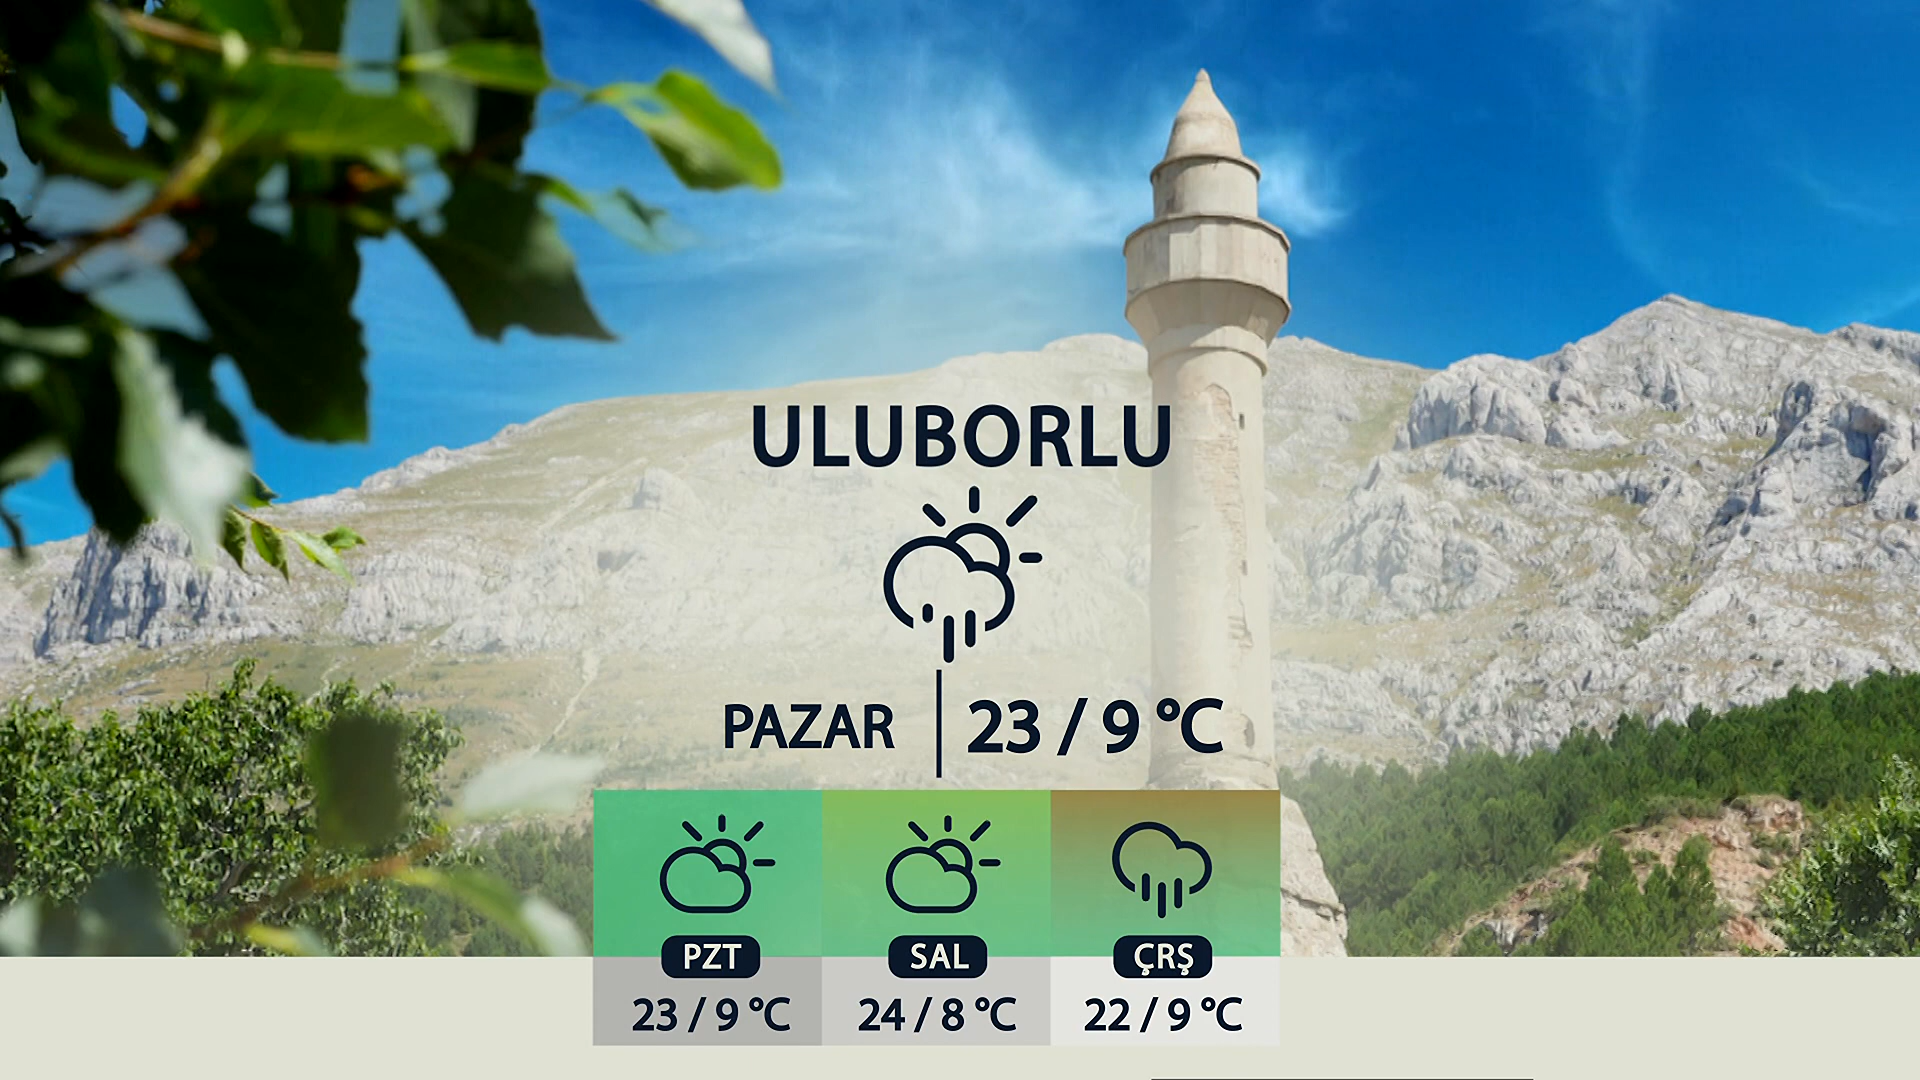 ULUBORLU
PAZAR 23 / 9 °C
PZT SAL ÇRŞ
23 / 9 °C 24 / 8 °C 22 / 9 °C